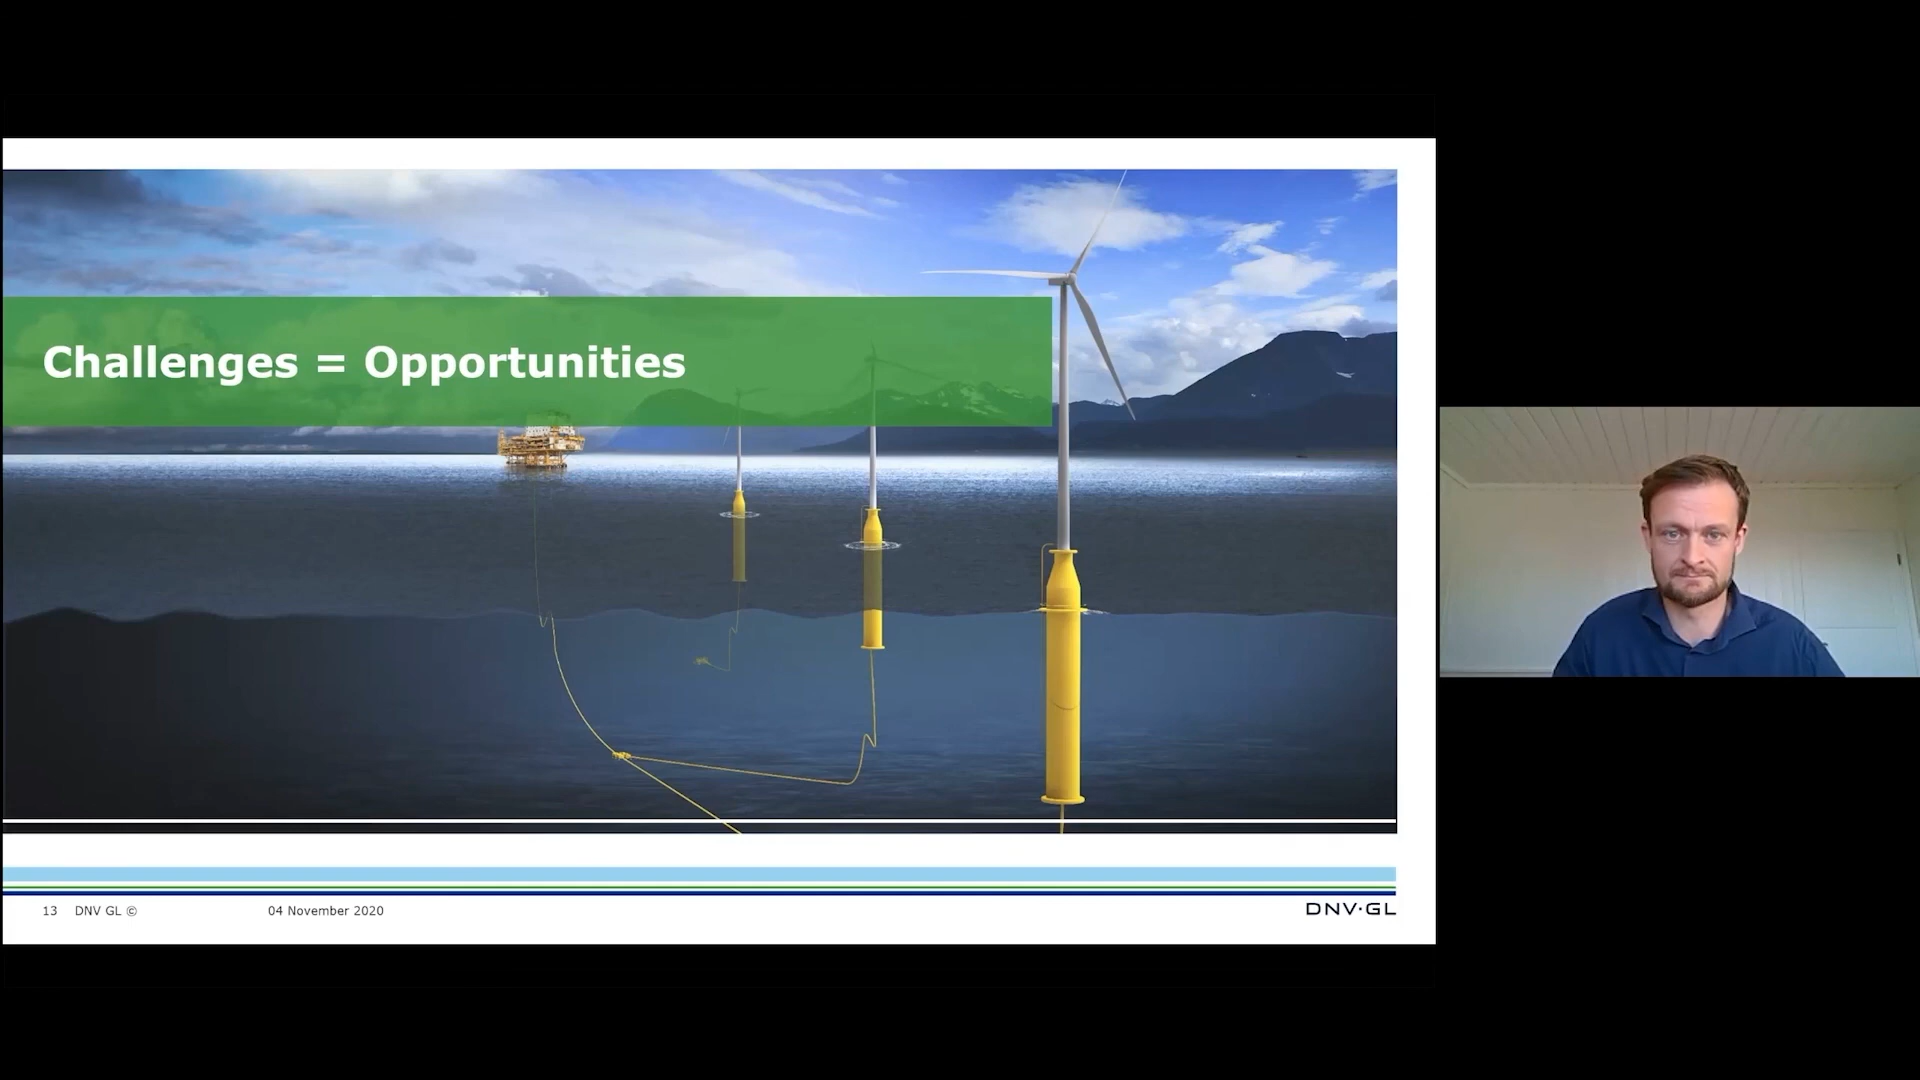 Challenges = Opportunities
13 DNV GL © 04 November 2020
DNV·GL